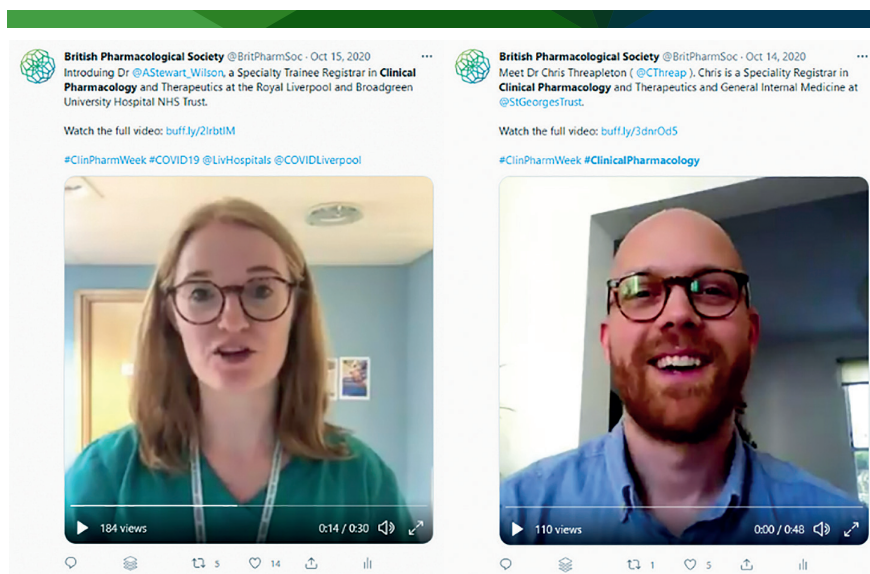 British Pharmacological Society @BritPharmSoc · Oct 15, 2020
Introduing Dr @AStewart_Wilson, a Specialty Trainee Registrar in Clinical
Pharmacology and Therapeutics at the Royal Liverpool and Broadgreen
University Hospital NHS Trust.
Watch the full video: buff.ly/2IrbtIM
#ClinPharmWeek #COVID19 @LivHospitals @COVIDLiverpool
184 views
0:14 / 0:30
5
14
British Pharmacological Society @BritPharmSoc · Oct 14, 2020
Meet Dr Chris Threapleton ( @CThreap ). Chris is a Speciality Registrar in
Clinical Pharmacology and Therapeutics and General Internal Medicine at
@StGeorgesTrust.
Watch the full video: buff.ly/3dnrOd5
#ClinPharmWeek #ClinicalPharmacology
110 views
0:00 / 0:48
1
5